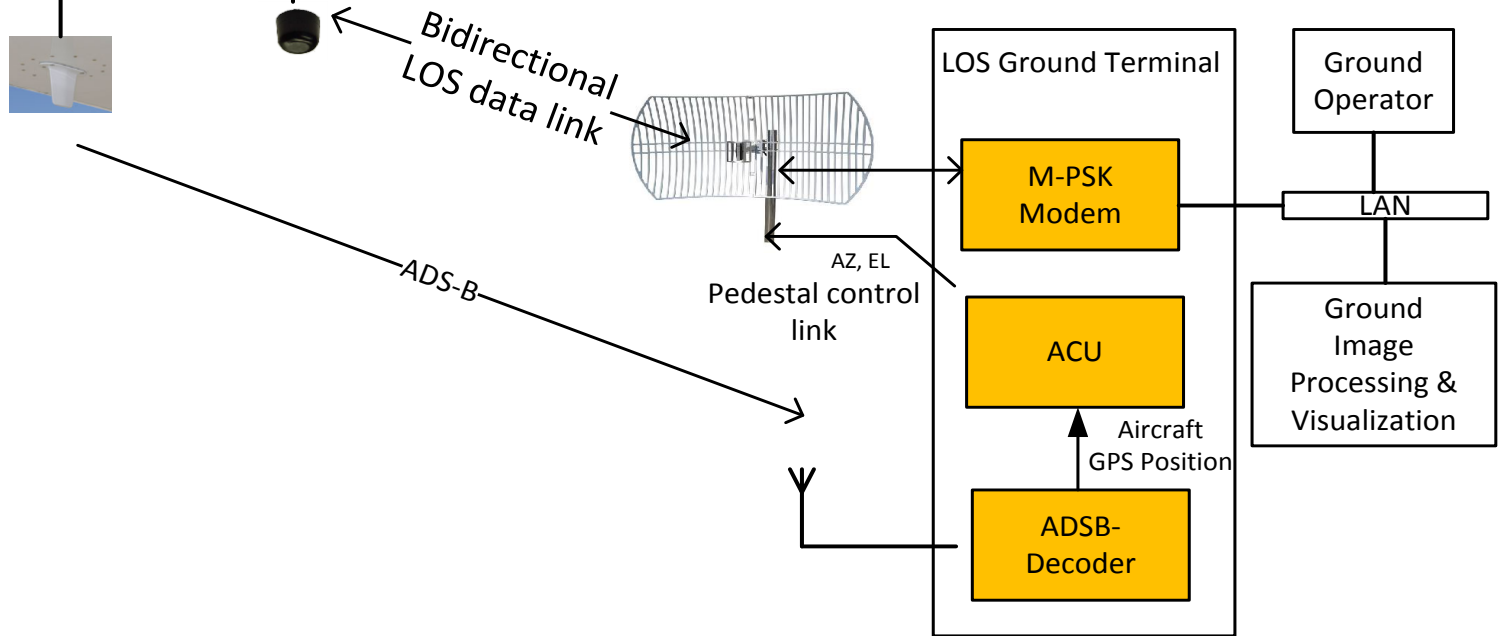 Bidirectional
LOS data link
ADS-B
AZ, EL
Pedestal control
link
LOS Ground Terminal
M-PSK
Modem
ACU
Aircraft
GPS Position
ADSB-
Decoder
Ground
Operator
LAN
Ground
Image
Processing &
Visualization